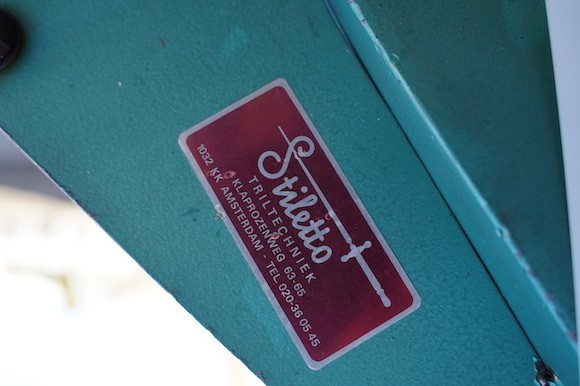 Stiletto
TRILTECHNIEK
KLAPROZENWEG 63-65
1032 KK AMSTERDAM - TEL. 020-36 05 45